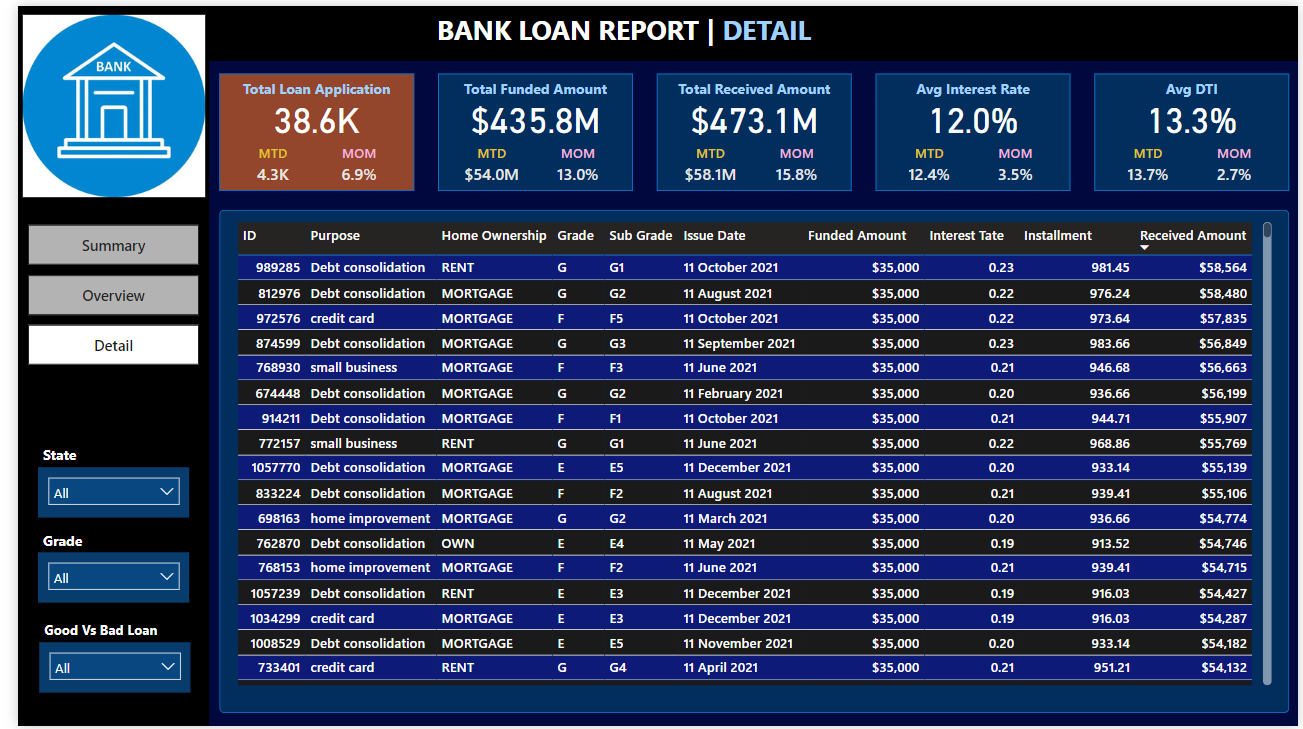 BANK LOAN REPORT | DETAIL
BANK
Total Loan Application
38.6K
MTD MOM
4.3K 6.9%
Total Funded Amount
$435.8M
MTD MOM
$54.0M 13.0%
Total Received Amount
$473.1M
MTD MOM
$58.1M 15.8%
Avg Interest Rate
12.0%
MTD MOM
12.4% 3.5%
Avg DTI
13.3%
MTD MOM
13.7% 2.7%
Summary
Overview
Detail
State
All
Grade
All
Good Vs Bad Loan
All
ID Purpose Home Ownership Grade Sub Grade Issue Date Funded Amount Interest Tate Installment Received Amount
989285 Debt consolidation RENT G G1 11 October 2021 $35,000 0.23 981.45 $58,564
812976 Debt consolidation MORTGAGE G G2 11 August 2021 $35,000 0.22 976.24 $58,480
972576 credit card MORTGAGE F F5 11 October 2021 $35,000 0.22 973.64 $57,835
874599 Debt consolidation MORTGAGE G G3 11 September 2021 $35,000 0.23 983.66 $56,849
768930 small business MORTGAGE F F3 11 June 2021 $35,000 0.21 946.68 $56,663
674448 Debt consolidation MORTGAGE G G2 11 February 2021 $35,000 0.20 936.66 $56,199
914211 Debt consolidation MORTGAGE F F1 11 October 2021 $35,000 0.21 944.71 $55,907
772157 small business RENT G G1 11 June 2021 $35,000 0.22 968.86 $55,769
1057770 Debt consolidation MORTGAGE E E5 11 December 2021 $35,000 0.20 933.14 $55,139
833224 Debt consolidation MORTGAGE F F2 11 August 2021 $35,000 0.21 939.41 $55,106
698163 home improvement MORTGAGE G G2 11 March 2021 $35,000 0.20 936.66 $54,774
762870 Debt consolidation OWN E E4 11 May 2021 $35,000 0.19 913.52 $54,746
768153 home improvement MORTGAGE F F2 11 June 2021 $35,000 0.21 939.41 $54,715
1057239 Debt consolidation RENT E E3 11 December 2021 $35,000 0.19 916.03 $54,427
1034299 credit card MORTGAGE E E3 11 December 2021 $35,000 0.19 916.03 $54,287
1008529 Debt consolidation MORTGAGE E E5 11 November 2021 $35,000 0.20 933.14 $54,182
733401 credit card RENT G G4 11 April 2021 $35,000 0.21 951.21 $54,132